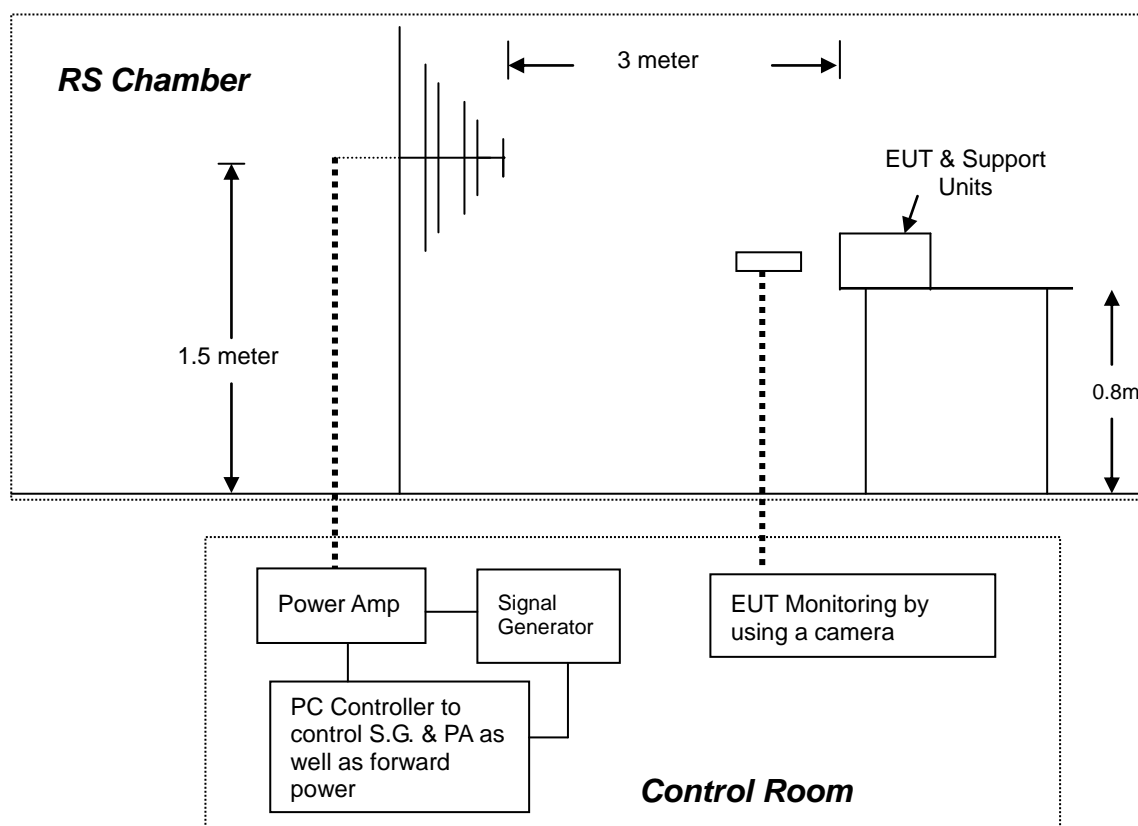 RS Chamber
3 meter
EUT & Support
Units
1.5 meter
0.8m
Power Amp
Signal
Generator
EUT Monitoring by
using a camera
PC Controller to
control S.G. & PA as
well as forward
power
Control Room